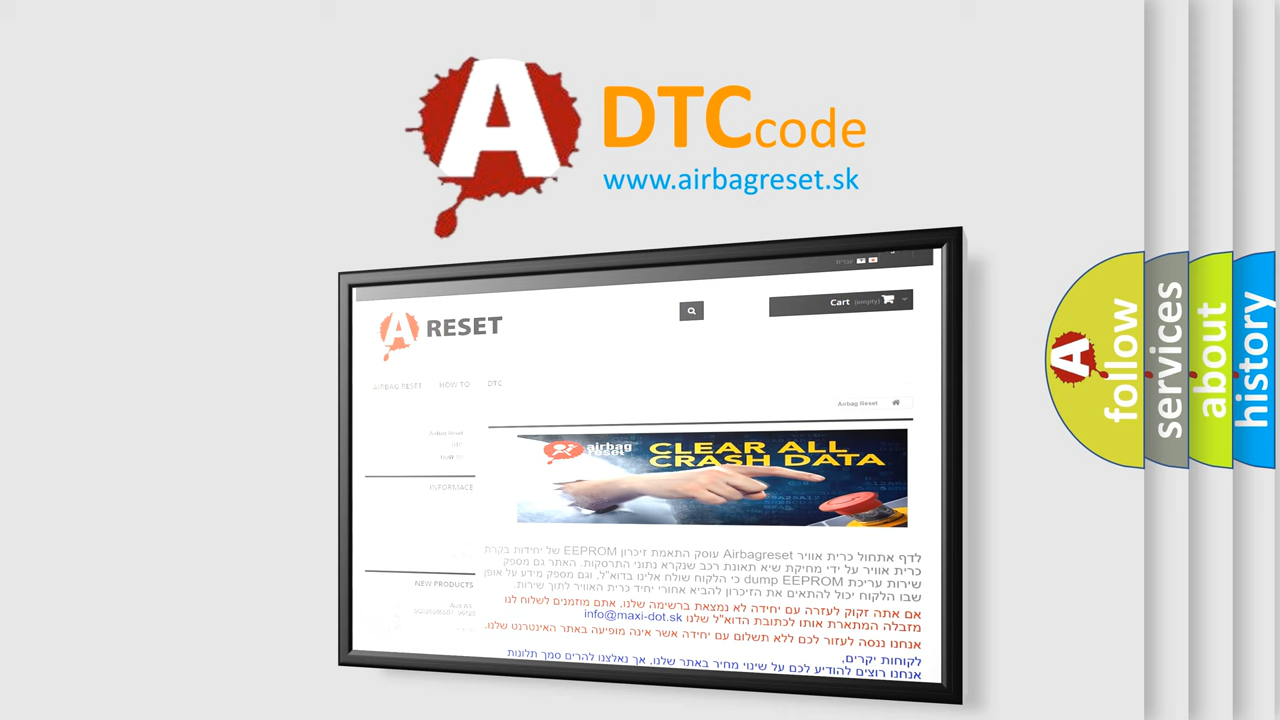 A DTC code
www.airbagreset.sk
עברית
Cart (empty)
A RESET
AIRBAG RESET HOW TO DTC
Airbag Reset
Airbag Reset
airbag reset
CLEAR ALL
CRASH DATA
INFORMACE
NEW PRODUCTS
לדף אתחול כרית אוויר Airbagreset עוסק התאמת זיכרון EEPROM של יחידות בקרת
כרית אוויר על ידי מחיקת שיא תאונת רכב שנקרא נתוני התרסקות. האתר גם מספק
שירות עריכת dump EEPROM כי הלקוח שולח אלינו בדוא"ל, וגם מספק מידע על אופן
שבו הלקוח יכול להתאים את הזיכרון להביא אחורי יחיד כרית האוויר לתוך שירות.
אם אתה זקוק לעזרה עם יחידה לא נמצאת ברשימה שלנו, אתם מוזמנים לשלוח לנו
מזבלה המתארת אותו לכתובת הדוא"ל שלנו info@maxi-dot.sk
אנחנו ננסה לעזור לכם ללא תשלום עם יחידה אשר אינה מופיעה באתר האינטרנט שלנו.
לקוחות יקרים,
אנחנו רוצים להודיע לכם על שינוי מחיר באתר שלנו, אך נאלצנו להרים סמך תלונות
A follow
services
about
history